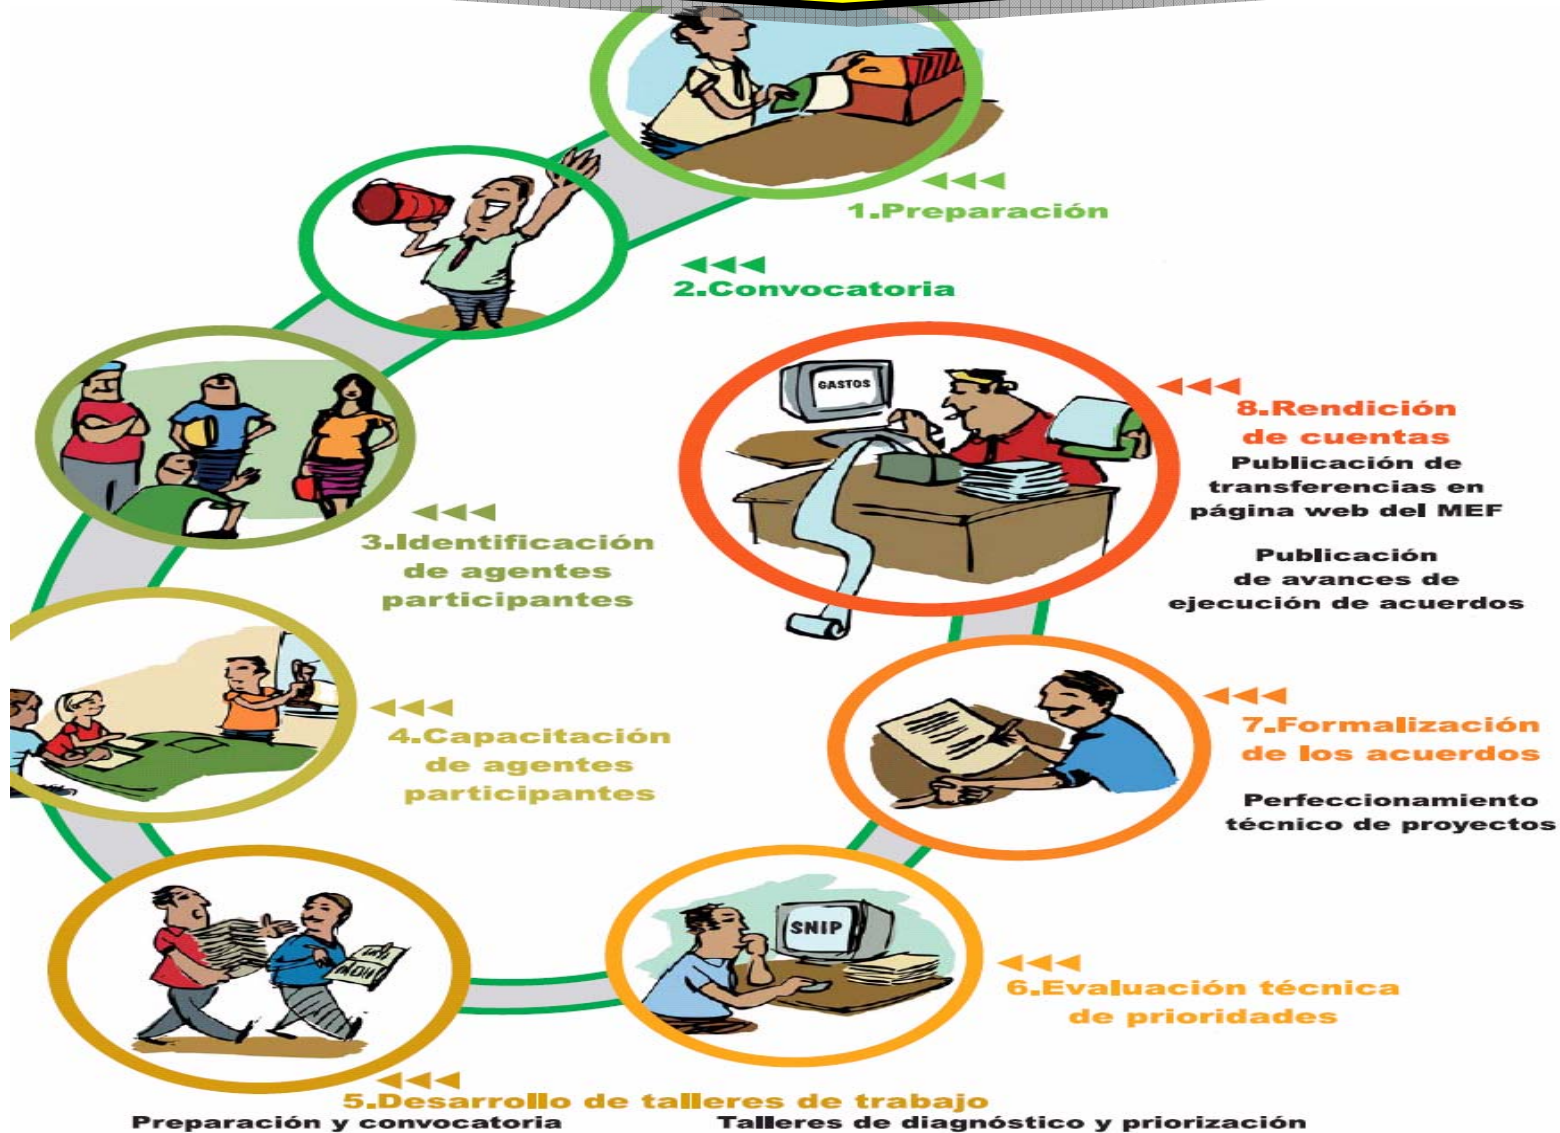 1.Preparación
2.Convocatoria
3.Identificación
de agentes
participantes
4.Capacitación
de agentes
participantes
5.Desarrollo de talleres de trabajo
Preparación y convocatoria
Talleres de diagnóstico y priorización
SNIP
6.Evaluación técnica
de prioridades
7.Formalización
de los acuerdos
Perfeccionamiento
técnico de proyectos
GASTOS
8.Rendición
de cuentas
Publicación de
transferencias en
página web del MEF
Publicación
de avances de
ejecución de acuerdos